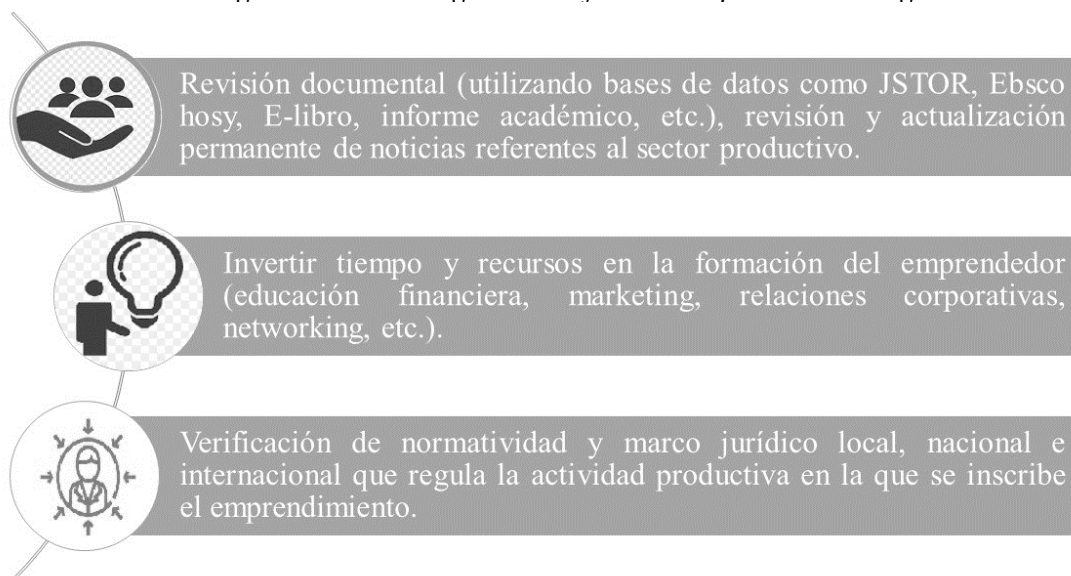 Revisión documental (utilizando bases de datos como JSTOR, Ebsco
hosy, E-libro, informe académico, etc.), revisión y actualización
permanente de noticias referentes al sector productivo.
Invertir tiempo y recursos en la formación del emprendedor
(educación financiera, marketing, relaciones corporativas,
networking, etc.).
Verificación de normatividad y marco jurídico local, nacional e
internacional que regula la actividad productiva en la que se inscribe
el emprendimiento.